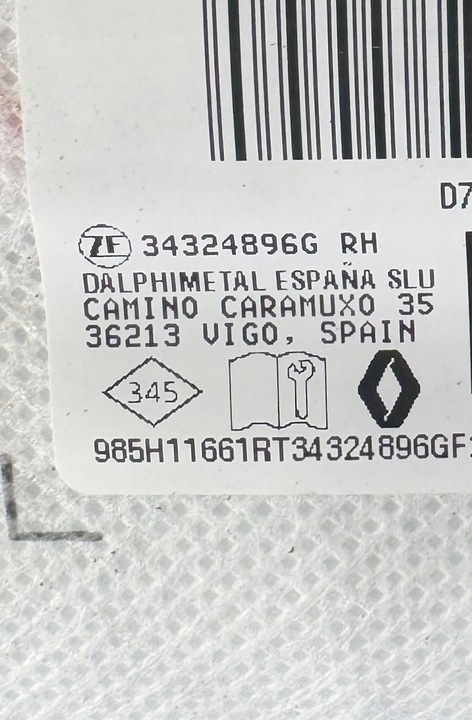 D7
ZF 34324896G RH
DALPHIMETAL ESPAÑA SLU
CAMINO CARAMUXO 35
36213 VIGO, SPAIN
345
985H11661RT34324896GF